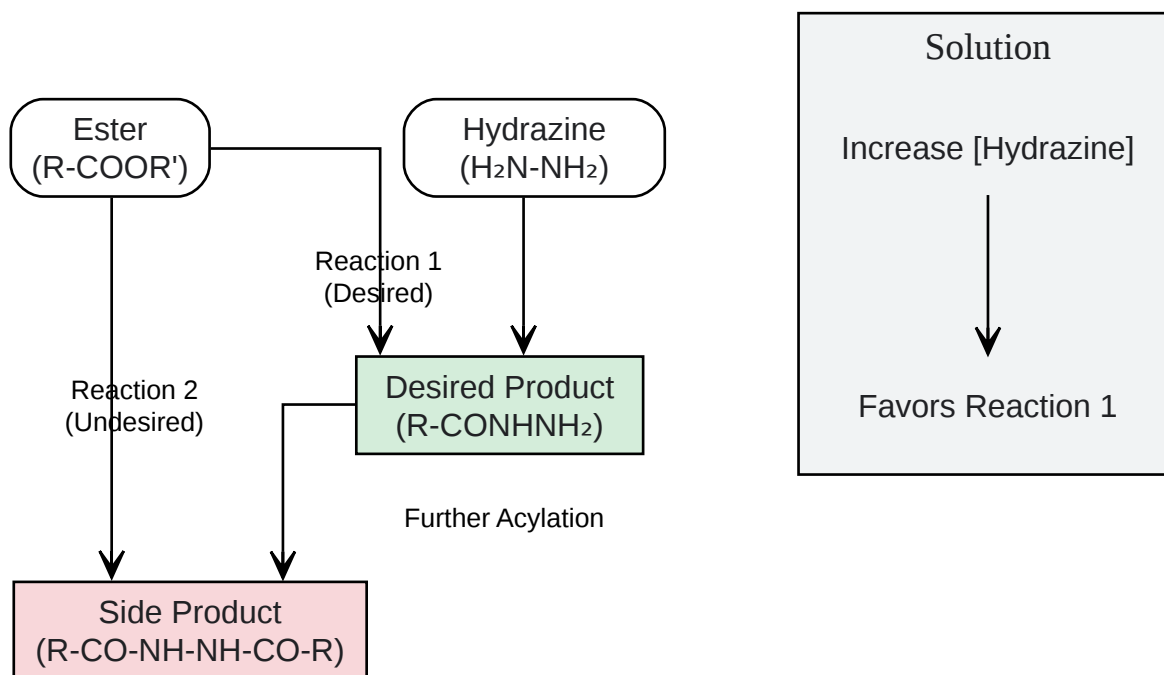 Solution
Ester
(R-COOR')
Hydrazine
(H₂N-NH₂)
Increase [Hydrazine]
Reaction 1
(Desired)
Reaction 2
(Undesired)
Desired Product
(R-CONHNH₂)
Favors Reaction 1
Further Acylation
Side Product
(R-CO-NH-NH-CO-R)